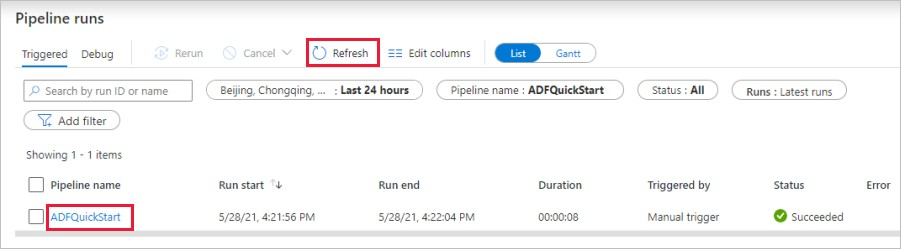 Pipeline runs
Triggered Debug Rerun Cancel Refresh Edit columns List Gantt
Search by run ID or name Beijing, Chongqing, ... : Last 24 hours Pipeline name : ADFQuickStart Status : All Runs : Latest runs
Add filter
Showing 1 - 1 items
Pipeline name Run start ↑↓ Run end Duration Triggered by Status Error
ADFQuickStart 5/28/21, 4:21:56 PM 5/28/21, 4:22:04 PM 00:00:08 Manual trigger Succeeded